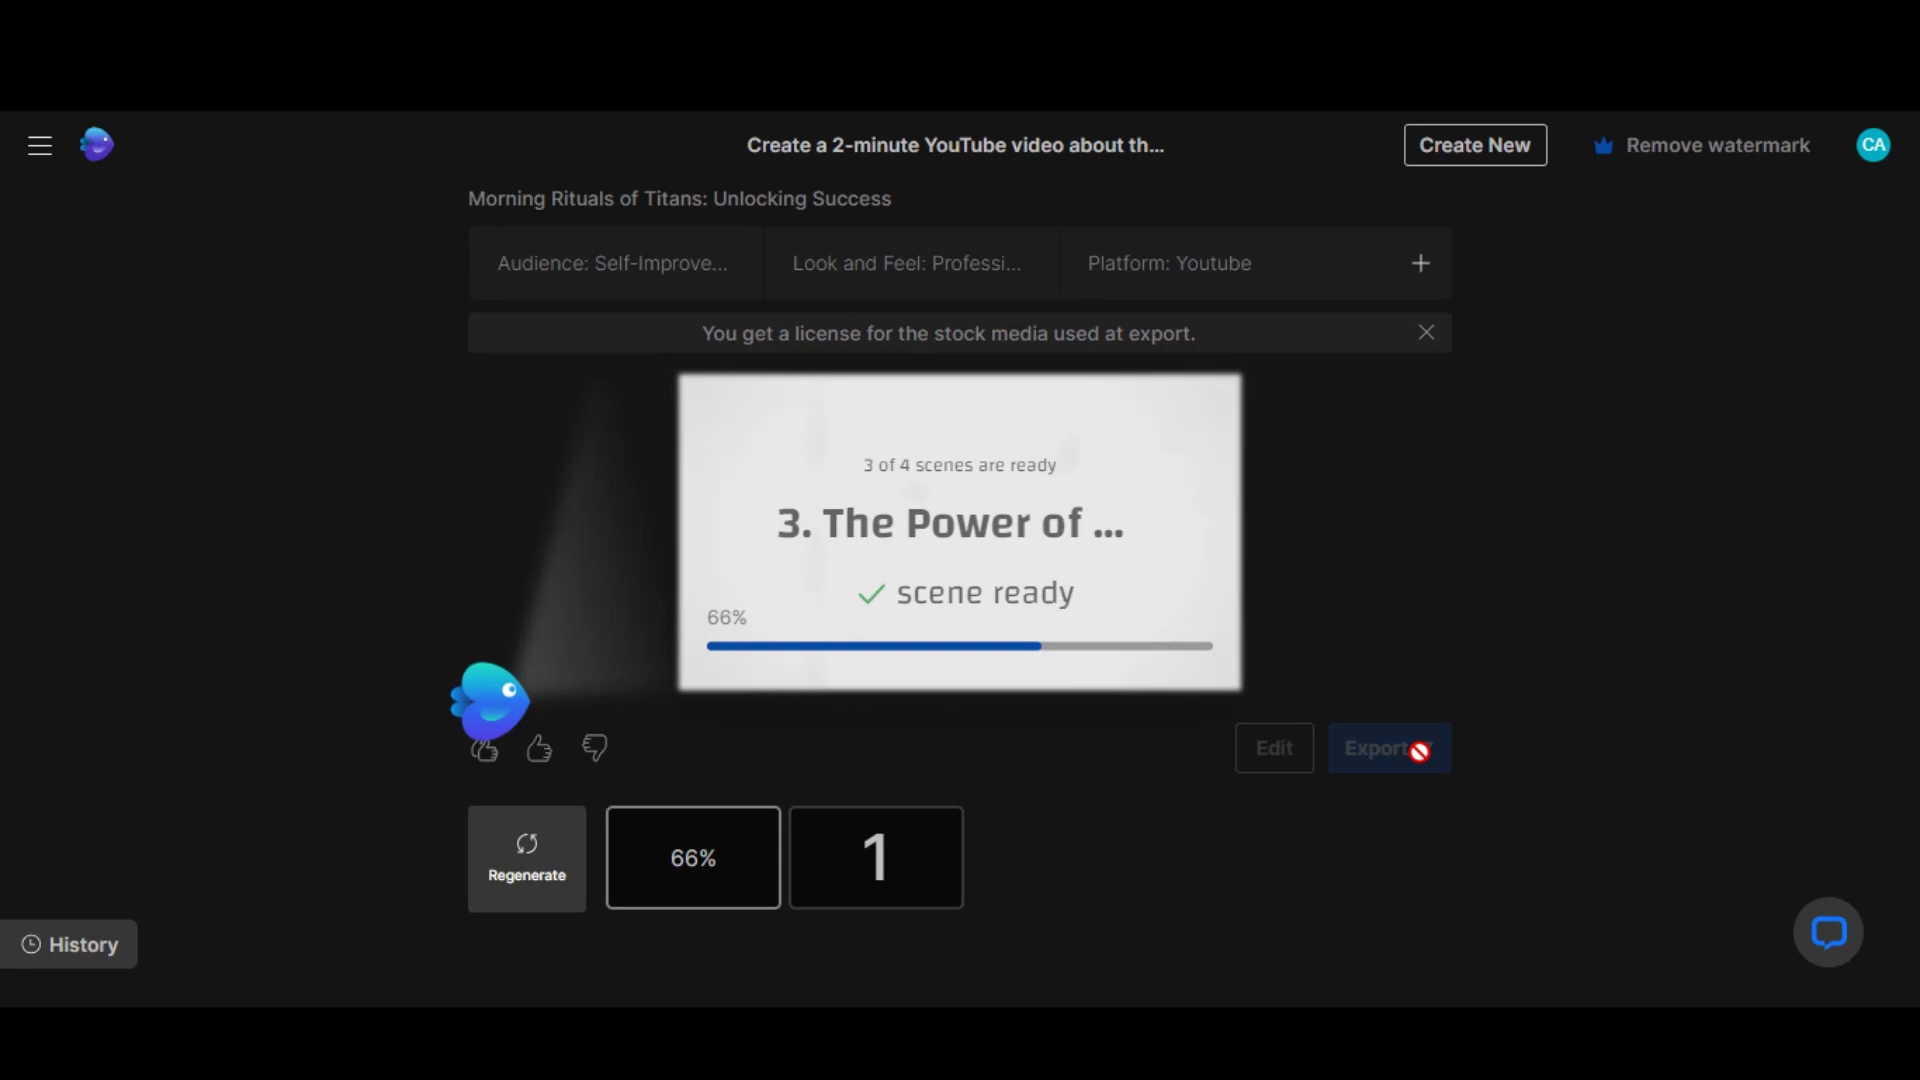 Create a 2-minute YouTube video about th...
Create New
Remove watermark
CA
Morning Rituals of Titans: Unlocking Success
Audience: Self-Improve...
Look and Feel: Professi...
Platform: Youtube
You get a license for the stock media used at export.
3 of 4 scenes are ready
3. The Power of ...
scene ready
66%
Edit
Export
Regenerate
66%
1
History